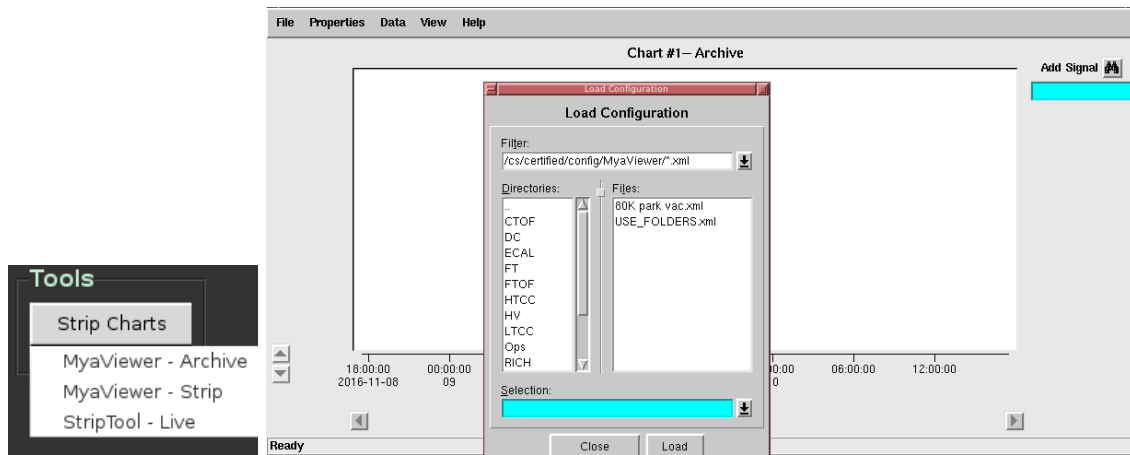 Tools
Strip Charts
MyaViewer - Archive
MyaViewer - Strip
StripTool - Live
File Properties Data View Help
Chart #1— Archive
Add Signal
Load Configuration
Load Configuration
Filter:
/cs/certified/config/MyaViewer/*.xml
Directories:
..
CTOF
DC
ECAL
FT
FTOF
HTCC
HV
LTCC
Ops
RICH
Files:
80K park vac.xml
USE_FOLDERS.xml
Selection:
Close Load
18:00:00 00:00:00 00:00 06:00:00 12:00:00
2016-11-08 09 0
Ready